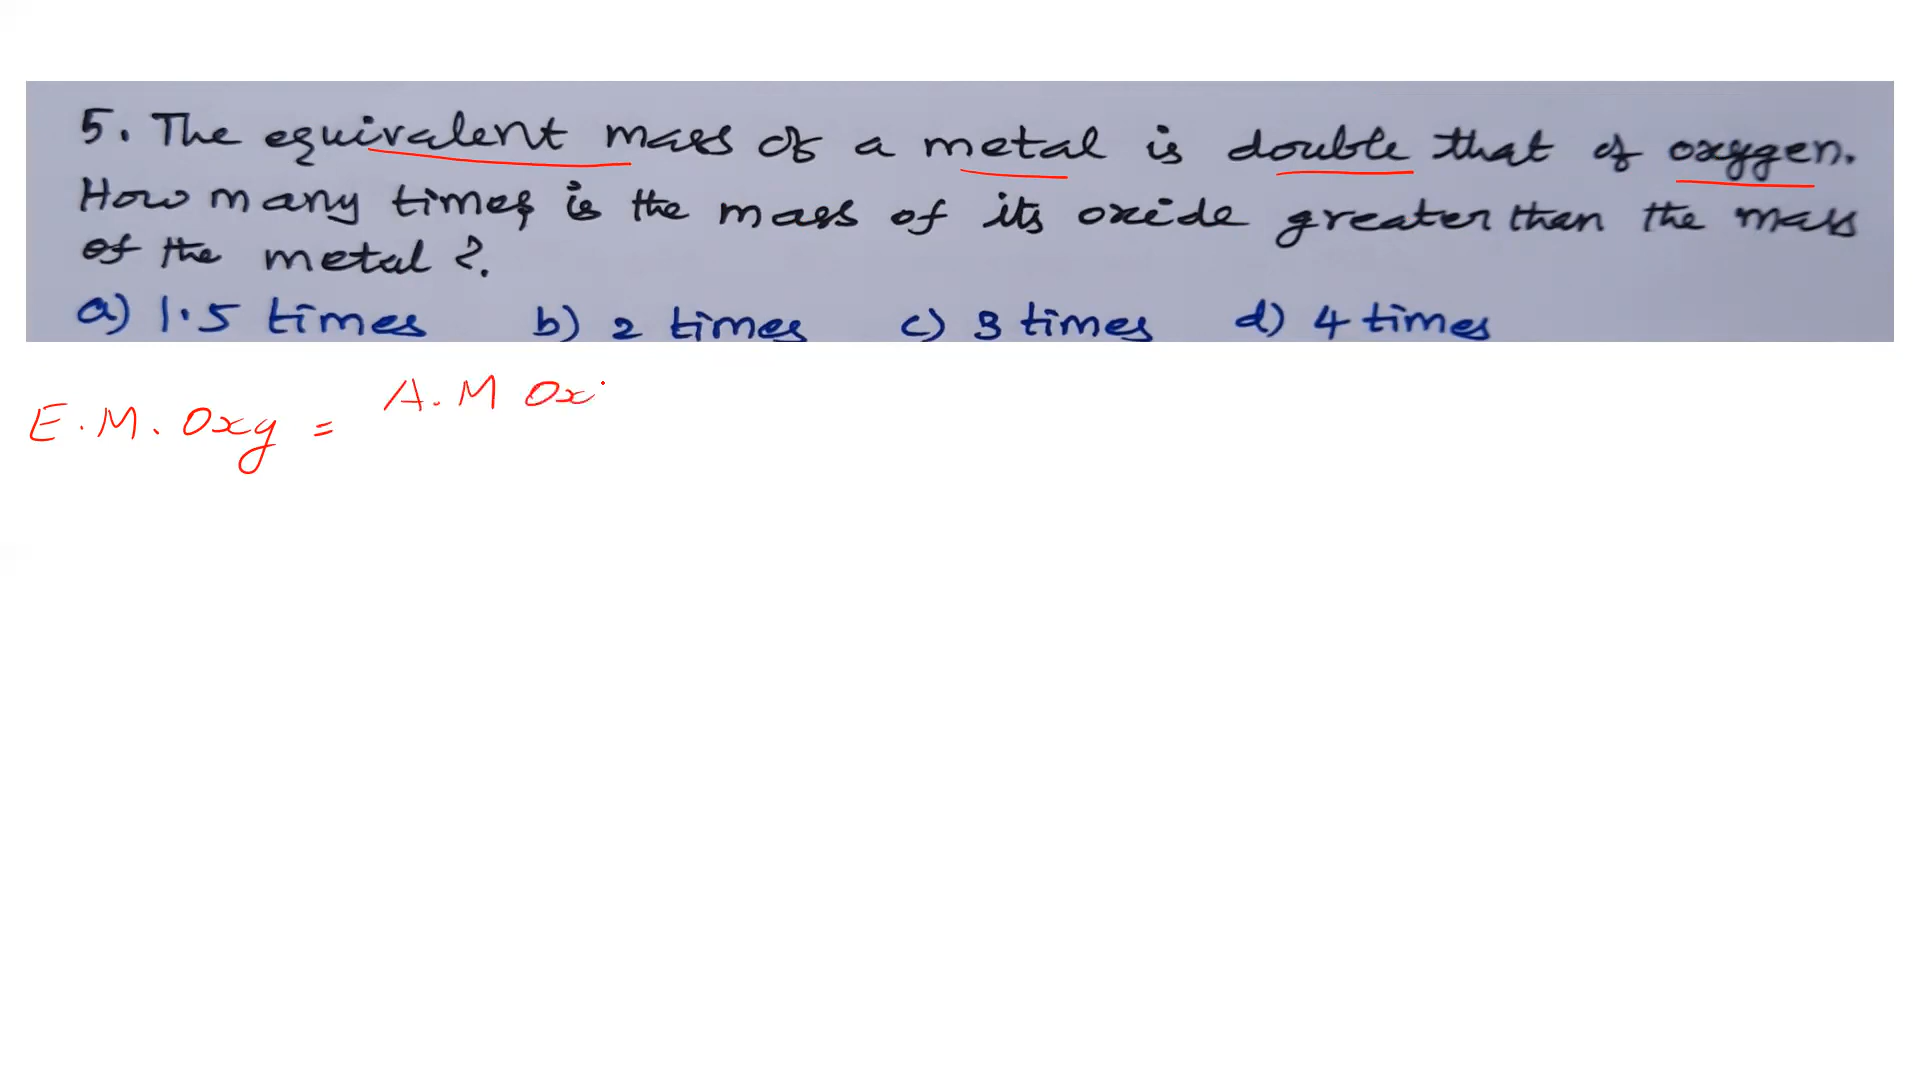 5. The equivalent mass of a metal is double that of oxygen.
How many times is the mass of its oxide greater than the mass
of the metal ?.
a) 1.5 times b) 2 times c) 3 times d) 4 times
A.M Oxi
E.M. Oxy =